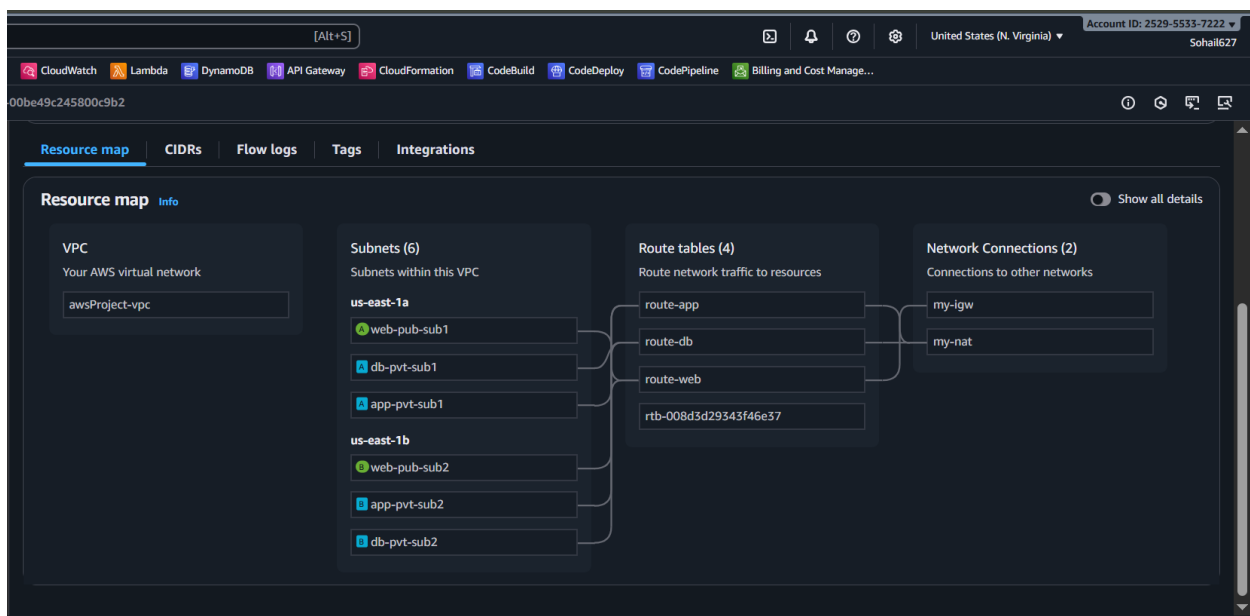 [Alt+S]
United States (N. Virginia) ▼
Account ID: 2529-5533-7222 ▼
Sohail627
CloudWatch Lambda DynamoDB API Gateway CloudFormation CodeBuild CodeDeploy CodePipeline Billing and Cost Manage...
-00be49c245800c9b2
Resource map CIDRs Flow logs Tags Integrations
Resource map Info
Show all details
VPC
Your AWS virtual network
awsProject-vpc
Subnets (6)
Subnets within this VPC
us-east-1a
A web-pub-sub1
A db-pvt-sub1
A app-pvt-sub1
us-east-1b
B web-pub-sub2
B app-pvt-sub2
B db-pvt-sub2
Route tables (4)
Route network traffic to resources
route-app
route-db
route-web
rtb-008d3d29343f46e37
Network Connections (2)
Connections to other networks
my-igw
my-nat